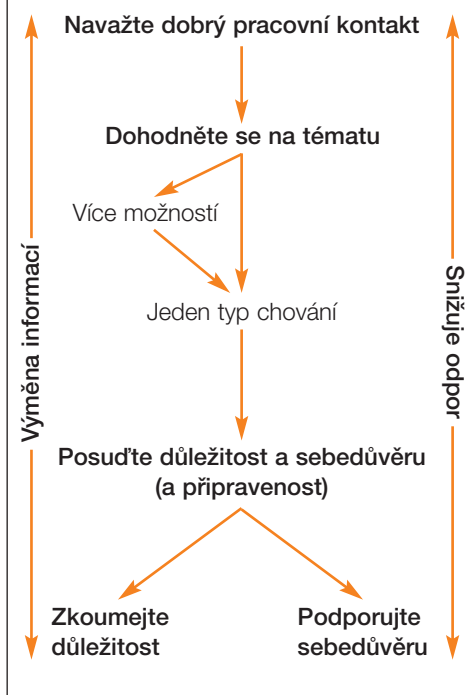 Navažte dobrý pracovní kontakt
Dohodněte se na tématu
Více možností
Jeden typ chování
Výměna informací
Snižuje odpor
Posuďte důležitost a sebedůvěru
(a připravenost)
Zkoumejte
důležitost
Podporujte
sebedůvěru